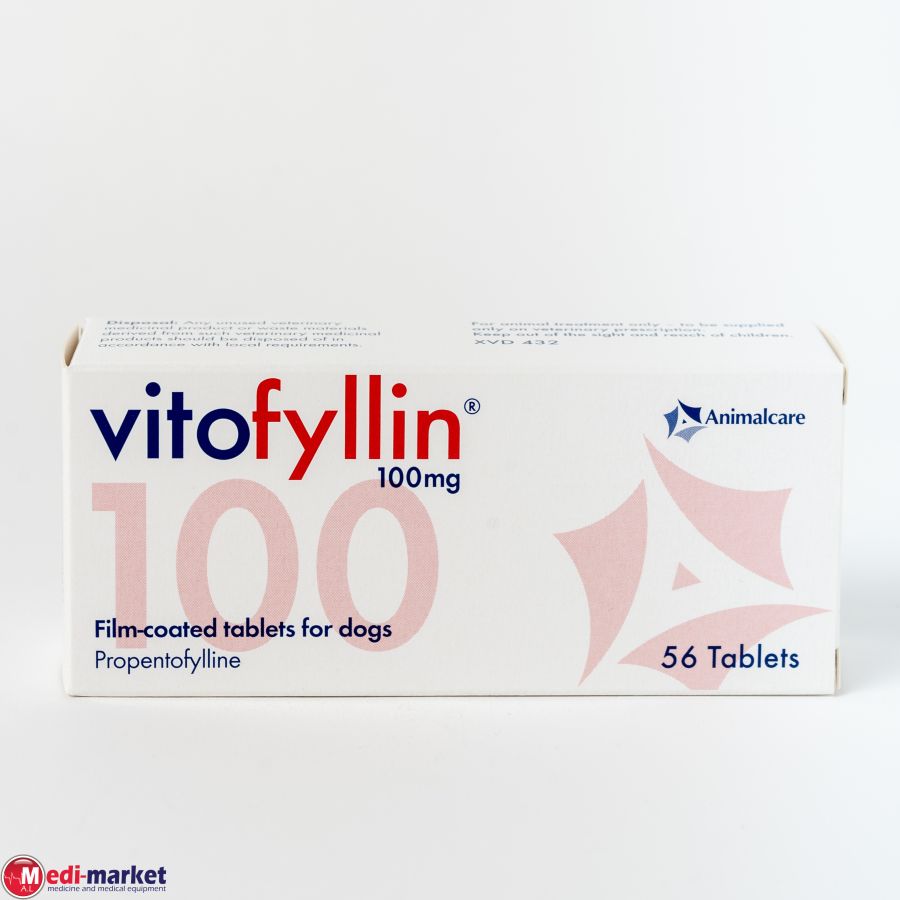 Disposal: Any unused veterinary
medicinal product or waste materials
derived from such veterinary medicinal
products should be disposed of in
accordance with local requirements.
For animal treatment only – to be supplied
only on veterinary prescription.
Keep out of the sight and reach of children.
XVD 432
vitofyllin®
100mg
Animalcare
100
Film-coated tablets for dogs
Propentofylline
56 Tablets
Medi-market
A.L
medicine and medical equipment